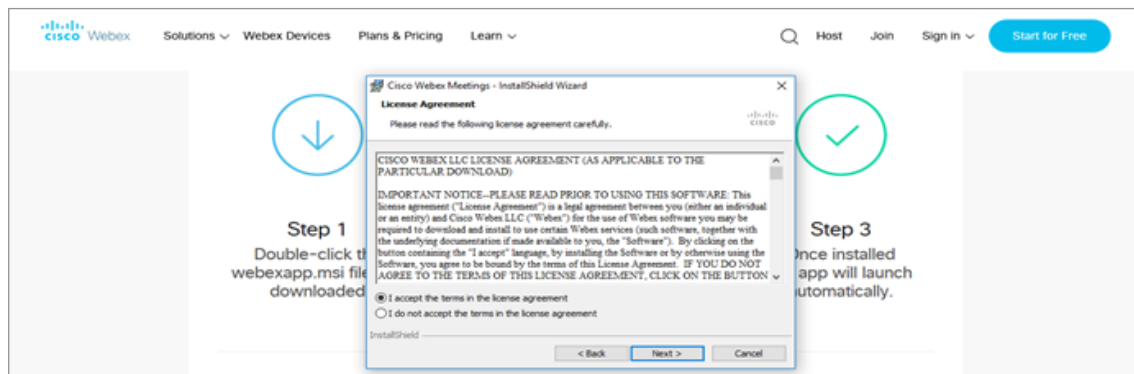 CISCO Webex Solutions Webex Devices Plans & Pricing Learn Host Join Sign in Start for Free
Cisco Webex Meetings - InstallShield Wizard
License Agreement
Please read the following license agreement carefully.
CISCO
CISCO WEBEX LLC LICENSE AGREEMENT (AS APPLICABLE TO THE
PARTICULAR DOWNLOAD)
IMPORTANT NOTICE--PLEASE READ PRIOR TO USING THIS SOFTWARE: This
license agreement ("License Agreement") is a legal agreement between you (either an individual
or an entity) and Cisco Webex LLC ("Webex") for the use of Webex software you may be
required to download and install to use certain Webex services (such software, together with
the underlying documentation if made available to you, the "Software"). By clicking on the
button containing the "I accept" language, by installing the Software or by otherwise using the
Software, you agree to be bound by the terms of this License Agreement. IF YOU DO NOT
AGREE TO THE TERMS OF THIS LICENSE AGREEMENT, CLICK ON THE BUTTON
I accept the terms in the license agreement
I do not accept the terms in the license agreement
InstallShield
< Back Next > Cancel
Step 1
Double-click
webexapp.msi file
downloaded
Step 3
Once installed
app will launch
automatically.